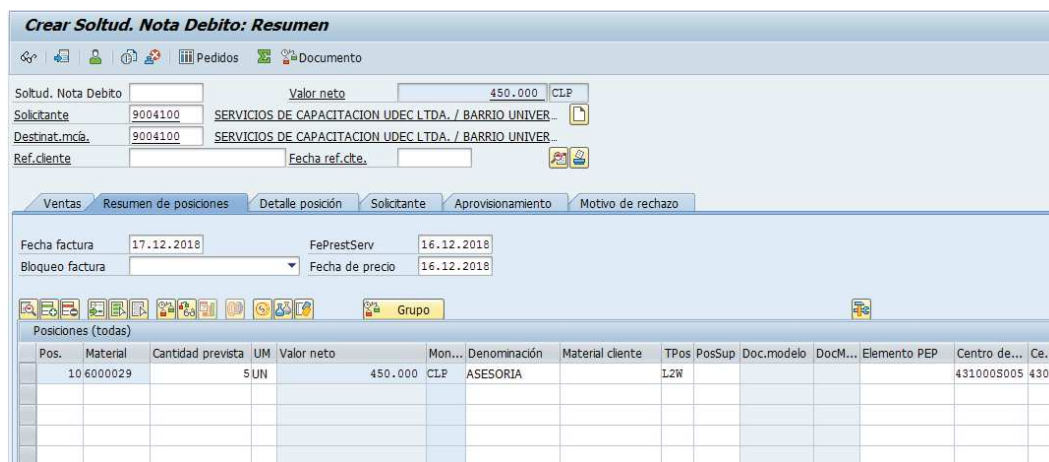 Crear Soltud. Nota Debito: Resumen
Pedidos Documento
Soltud. Nota Debito Valor neto 450.000 CLP
Solicitante 9004100 SERVICIOS DE CAPACITACION UDEC LTDA. / BARRIO UNIVER…
Destinat.mcía. 9004100 SERVICIOS DE CAPACITACION UDEC LTDA. / BARRIO UNIVER…
Ref.cliente Fecha ref.clte.
Ventas Resumen de posiciones Detalle posición Solicitante Aprovisionamiento Motivo de rechazo
Fecha factura 17.12.2018 FePrestServ 16.12.2018
Bloqueo factura Fecha de precio 16.12.2018
Grupo
Posiciones (todas)
Pos. Material Cantidad prevista UM Valor neto Mon... Denominación Material cliente TPos PosSup Doc.modelo DocM... Elemento PEP Centro de... Ce.
10 6000029 5 UN 450.000 CLP ASESORIA L2W 431000S005 430